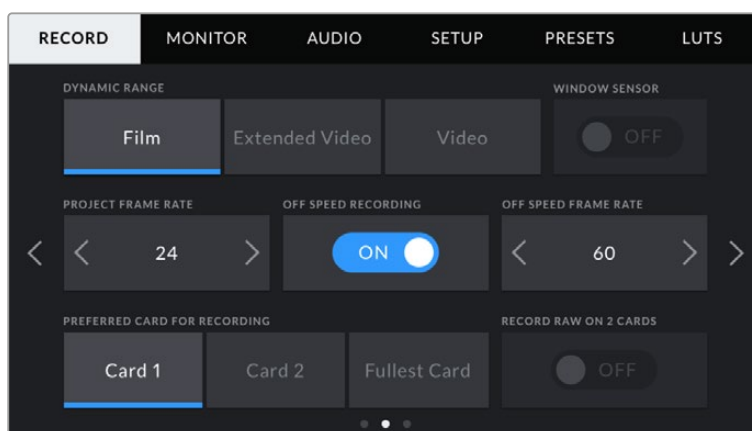 RECORD MONITOR AUDIO SETUP PRESETS LUTS
DYNAMIC RANGE WINDOW SENSOR
Film Extended Video Video OFF
PROJECT FRAME RATE OFF SPEED RECORDING OFF SPEED FRAME RATE
24 ON 60
PREFERRED CARD FOR RECORDING RECORD RAW ON 2 CARDS
Card 1 Card 2 Fullest Card OFF